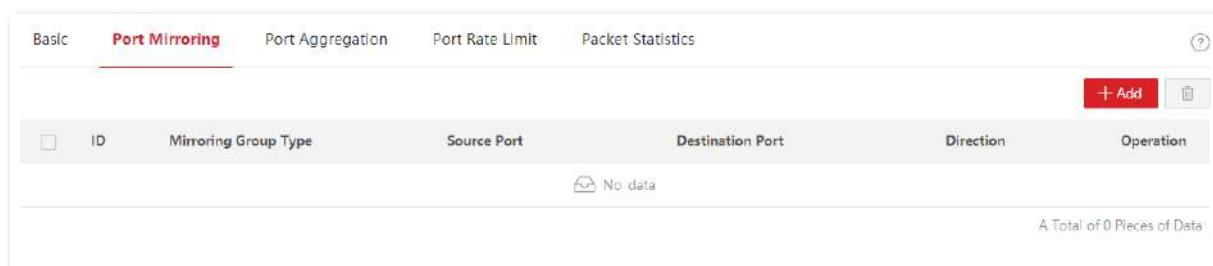 Basic Port Mirroring Port Aggregation Port Rate Limit Packet Statistics ?
+ Add
ID Mirroring Group Type Source Port Destination Port Direction Operation
No data
A Total of 0 Pieces of Data